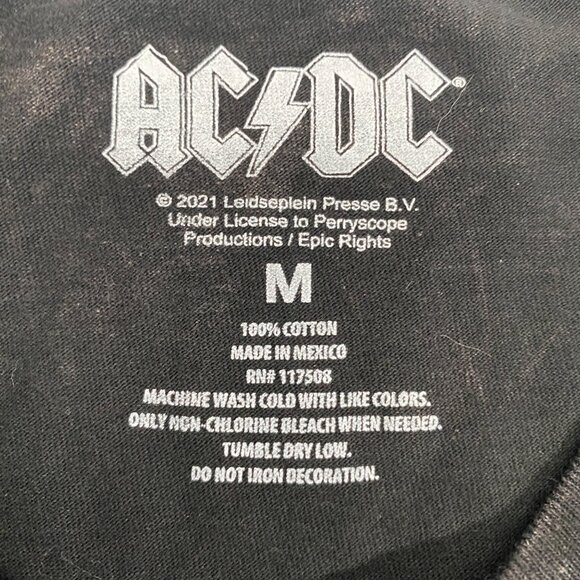 AC⚡DC®
© 2021 Leidseplein Presse B.V.
Under License to Perryscope
Productions / Epic Rights
M
100% COTTON
MADE IN MEXICO
RN# 117508
MACHINE WASH COLD WITH LIKE COLORS.
ONLY NON-CHLORINE BLEACH WHEN NEEDED.
TUMBLE DRY LOW.
DO NOT IRON DECORATION.